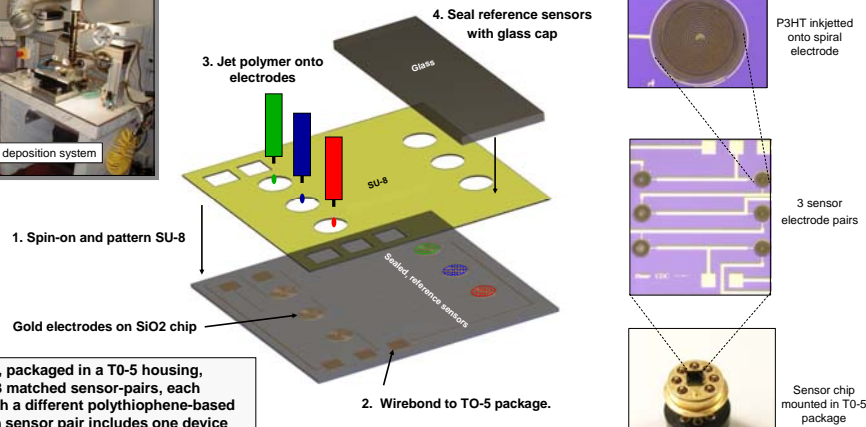 4. Seal reference sensors
with glass cap
3. Jet polymer onto
electrodes
Glass
deposition system
SU-8
1. Spin-on and pattern SU-8
Sealed, reference sensors
Gold electrodes on SiO2 chip
2. Wirebond to TO-5 package.
, packaged in a T0-5 housing,
matched sensor-pairs, each
a different polythiophene-based
sensor pair includes one device
P3HT inkjetted
onto spiral
electrode
3 sensor
electrode pairs
Sensor chip
mounted in T0-5
package